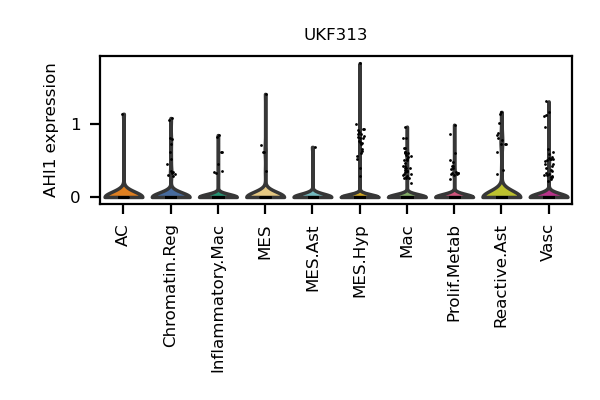 UKF313
AHI1 expression
1
0
AC
Chromatin.Reg
Inflammatory.Mac
MES
MES.Ast
MES.Hyp
Mac
Prolif.Metab
Reactive.Ast
Vasc